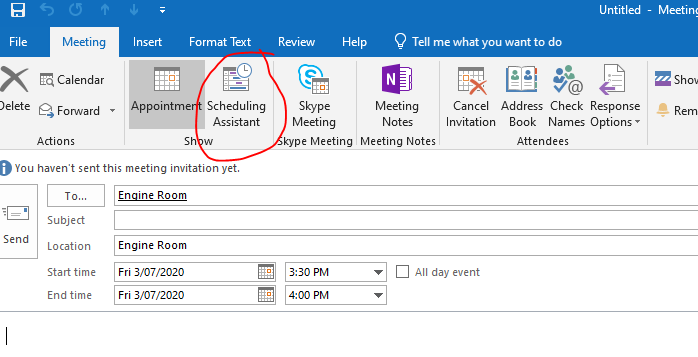 Untitled - Meeting
File Meeting Insert Format Text Review Help Tell me what you want to do
Delete
Calendar
Forward
Appointment
Scheduling
Assistant
Skype
Meeting
Meeting
Notes
Cancel
Invitation
Address
Book
Check
Names
Response
Options
Show
Actions Show Skype Meeting Meeting Notes Attendees
You haven't sent this meeting invitation yet.
Send
To... Engine Room
Subject
Location Engine Room
Start time Fri 3/07/2020 3:30 PM All day event
End time Fri 3/07/2020 4:00 PM